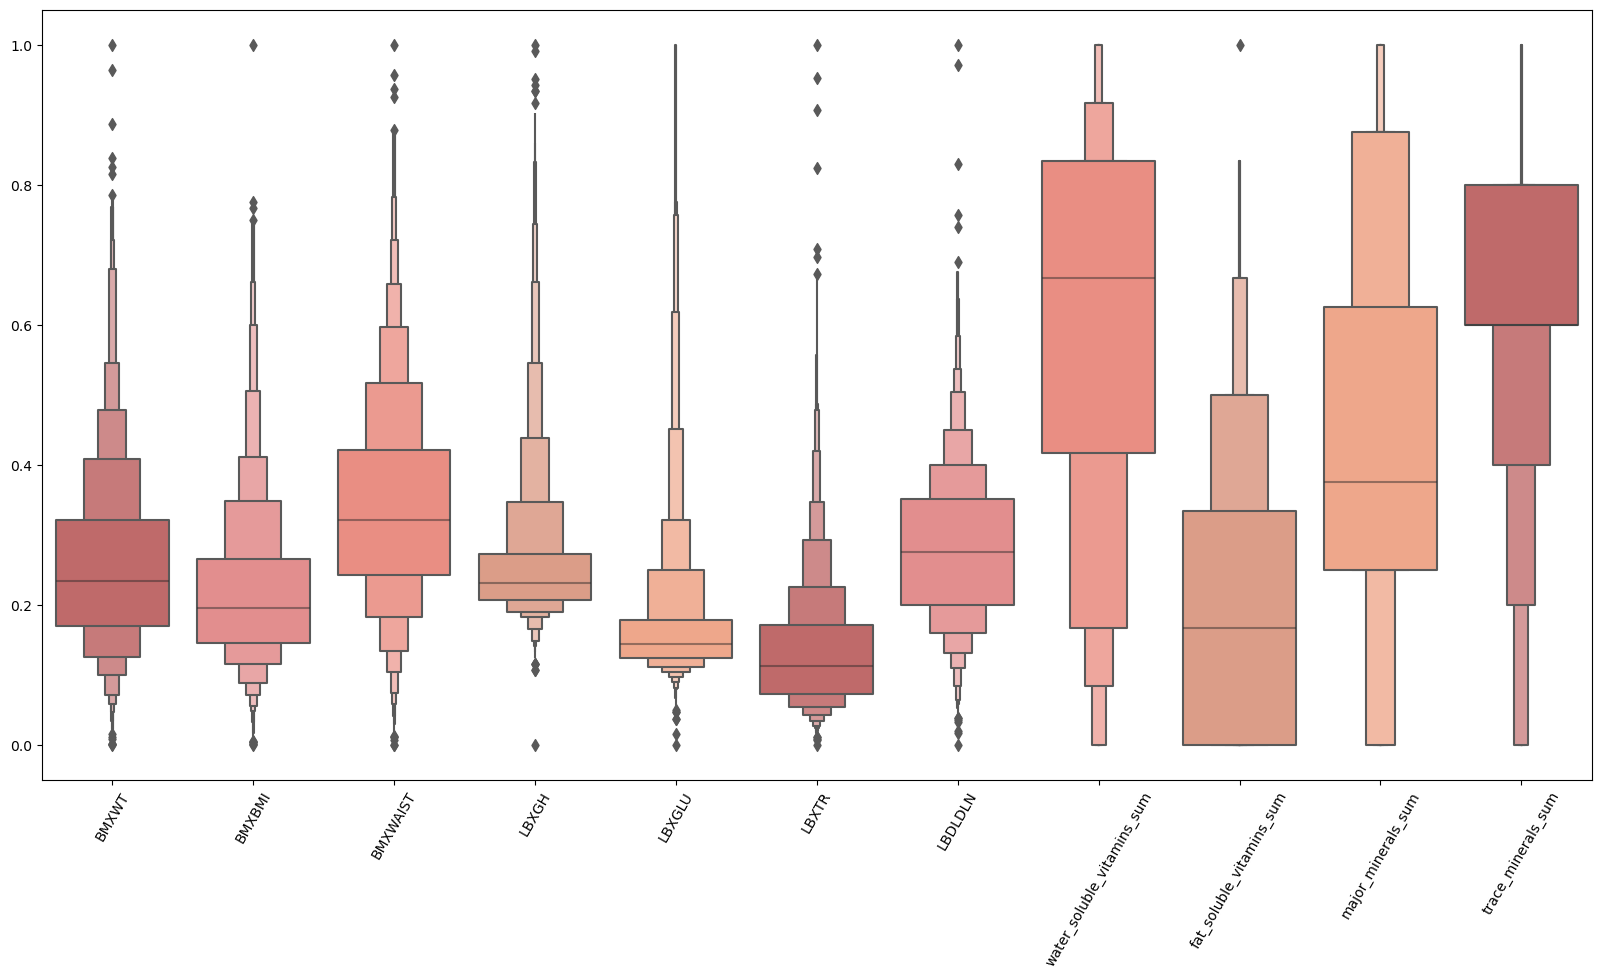 1.0
0.8
0.6
0.4
0.2
0.0
BMXWT
BMXBMI
BMXWAIST
LBXGH
LBXGLU
LBXTR
LBDLDLN
water_soluble_vitamins_sum
fat_soluble_vitamins_sum
major_minerals_sum
trace_minerals_sum